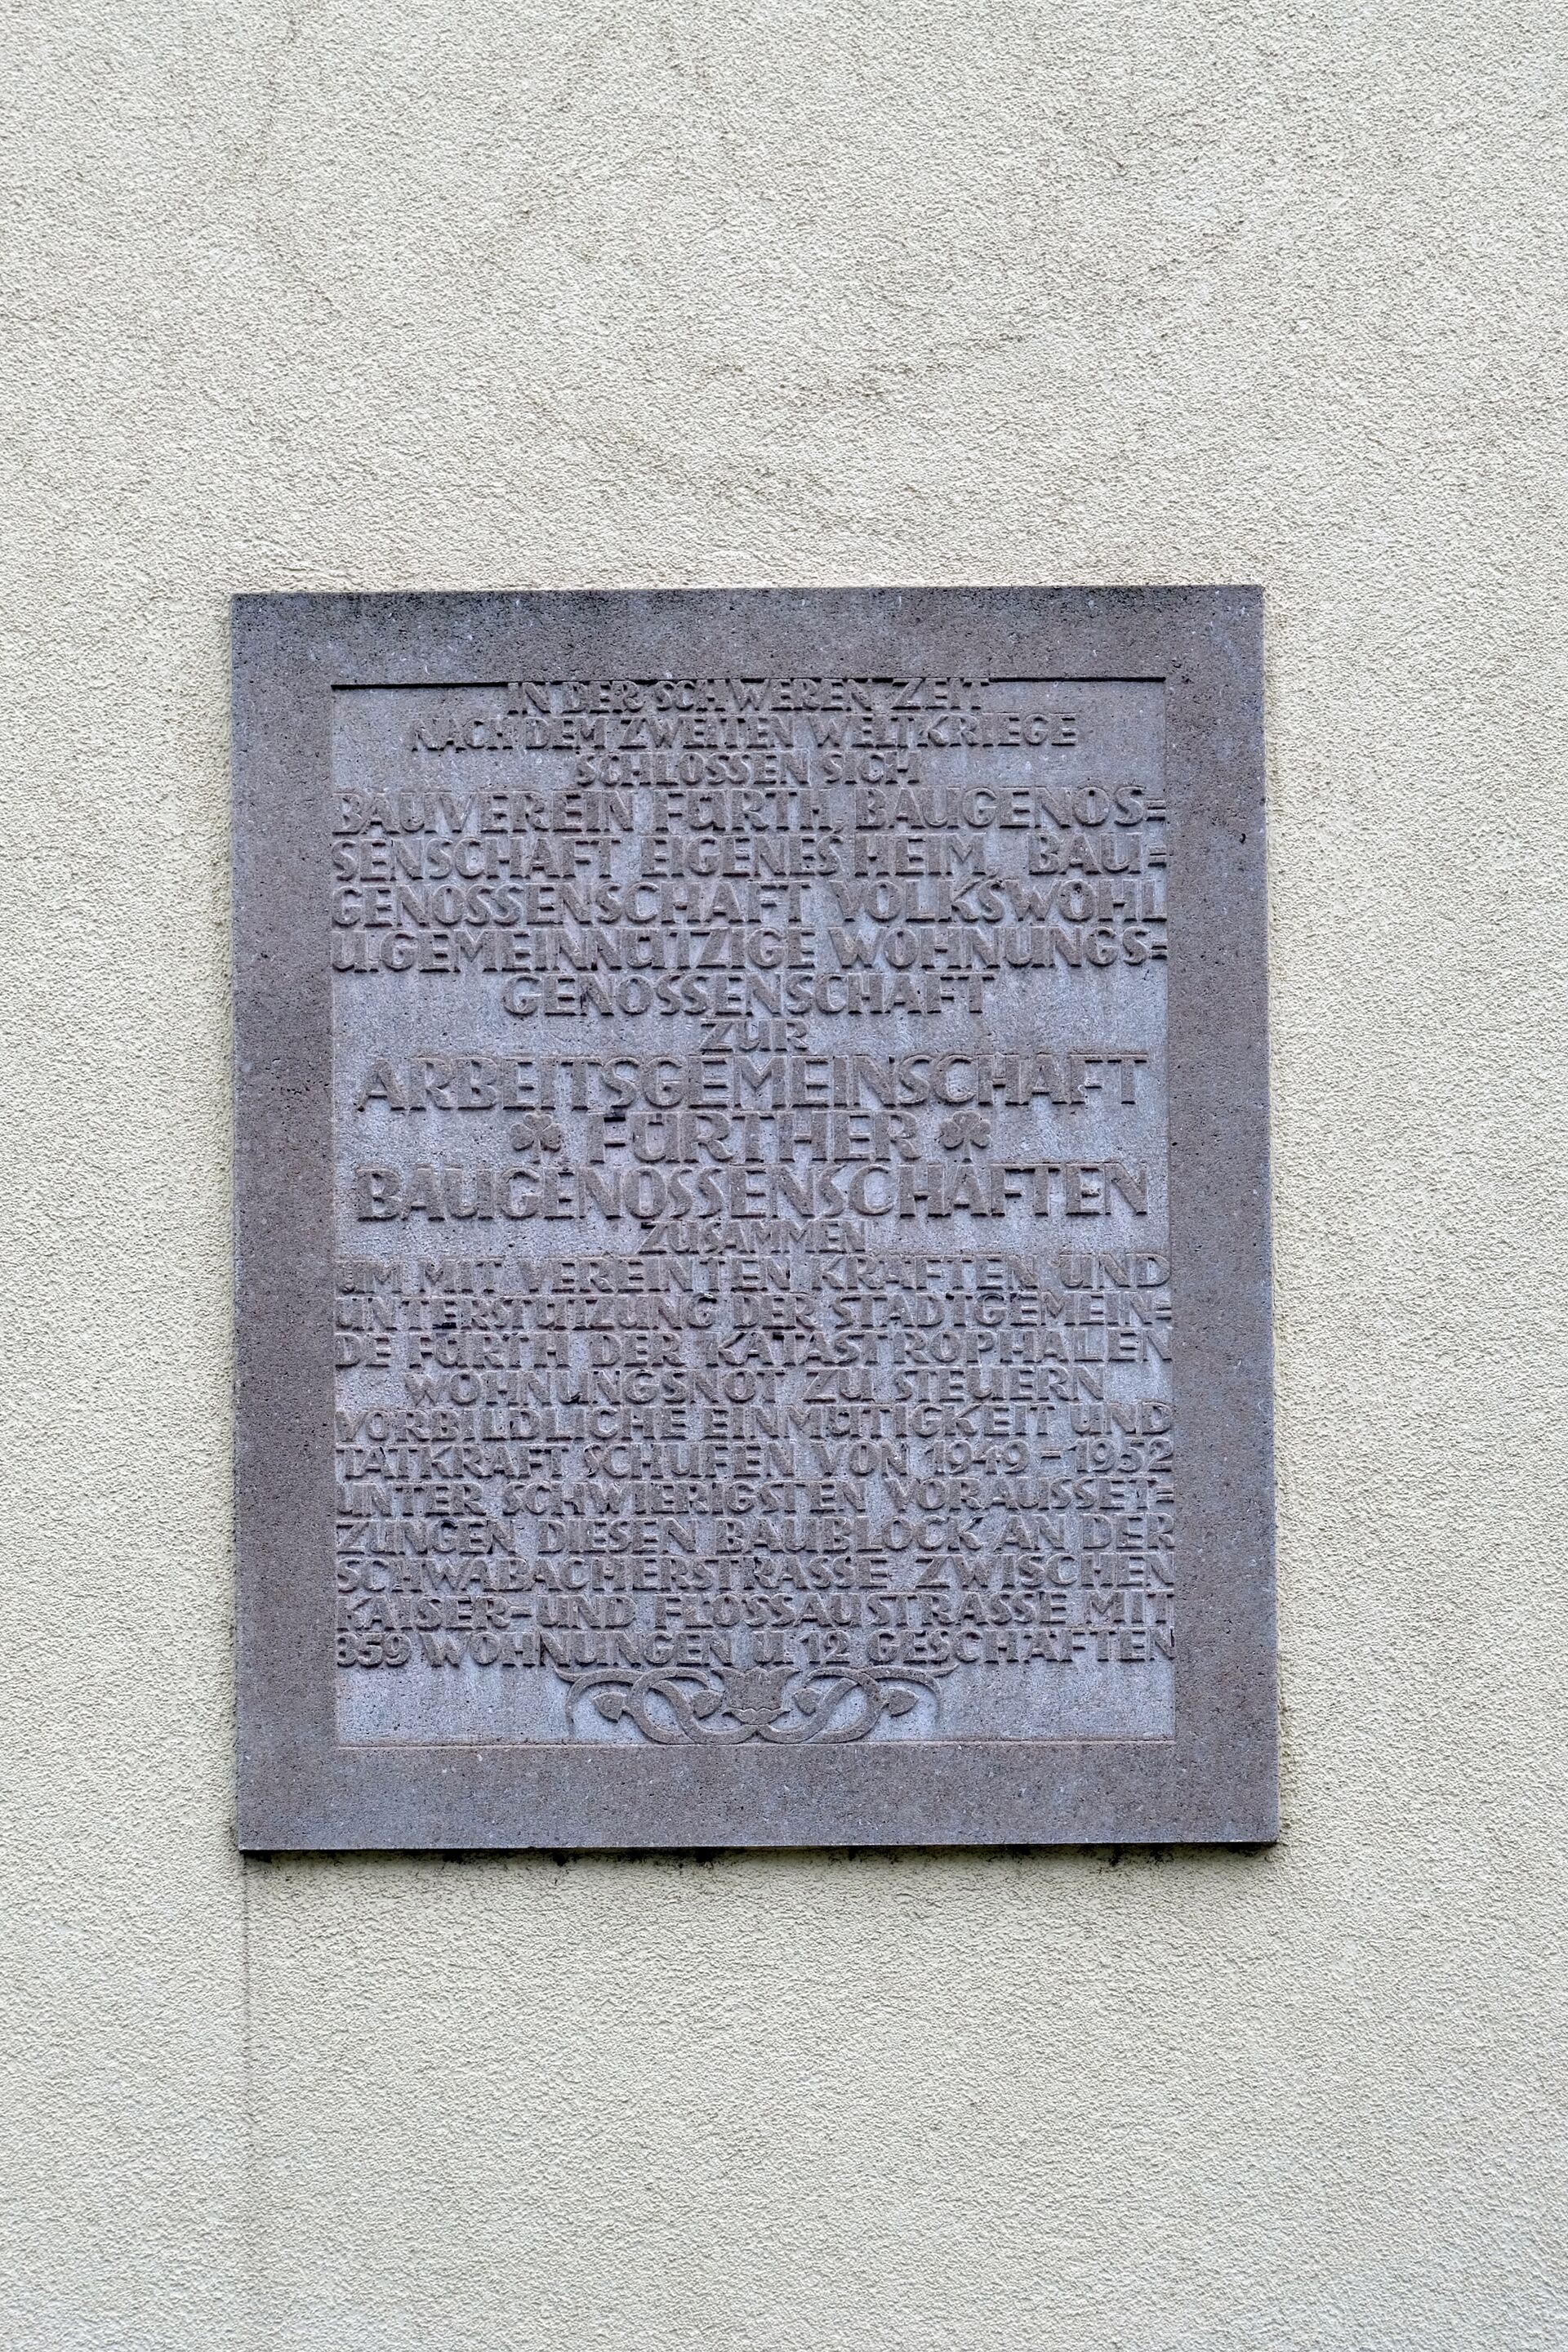 IN DER SCHWEREN ZEIT
NACH DEM ZWEITEN WELTKRIEGE
SCHLOSSEN SICH
BAUVEREIN FÜRTH, BAUGENOS=
SENSCHAFT EIGENES HEIM, BAU=
GENOSSENSCHAFT VOLKSWOHL
U. GEMEINNÜTZIGE WOHNUNGS=
GENOSSENSCHAFT
ZUR
ARBEITSGEMEINSCHAFT
FÜRTHER
BAUGENOSSENSCHAFTEN
ZUSAMMEN
UM MIT VEREINTEN KRÄFTEN UND
UNTERSTÜTZUNG DER STADTGEMEIN=
DE FÜRTH DER KATASTROPHALEN
WOHNUNGSNOT ZU STEUERN
VORBILDLICHE EINMÜTIGKEIT UND
TATKRAFT SCHUFEN VON 1949-1952
UNTER SCHWIERIGSTEN VORAUSSET=
ZUNGEN DIESEN BAUBLOCK AN DER
SCHWABACHERSTRASSE ZWISCHEN
KAISER- UND FLOSSAUSTRASSE MIT
359 WOHNUNGEN U. 12 GESCHÄFTEN